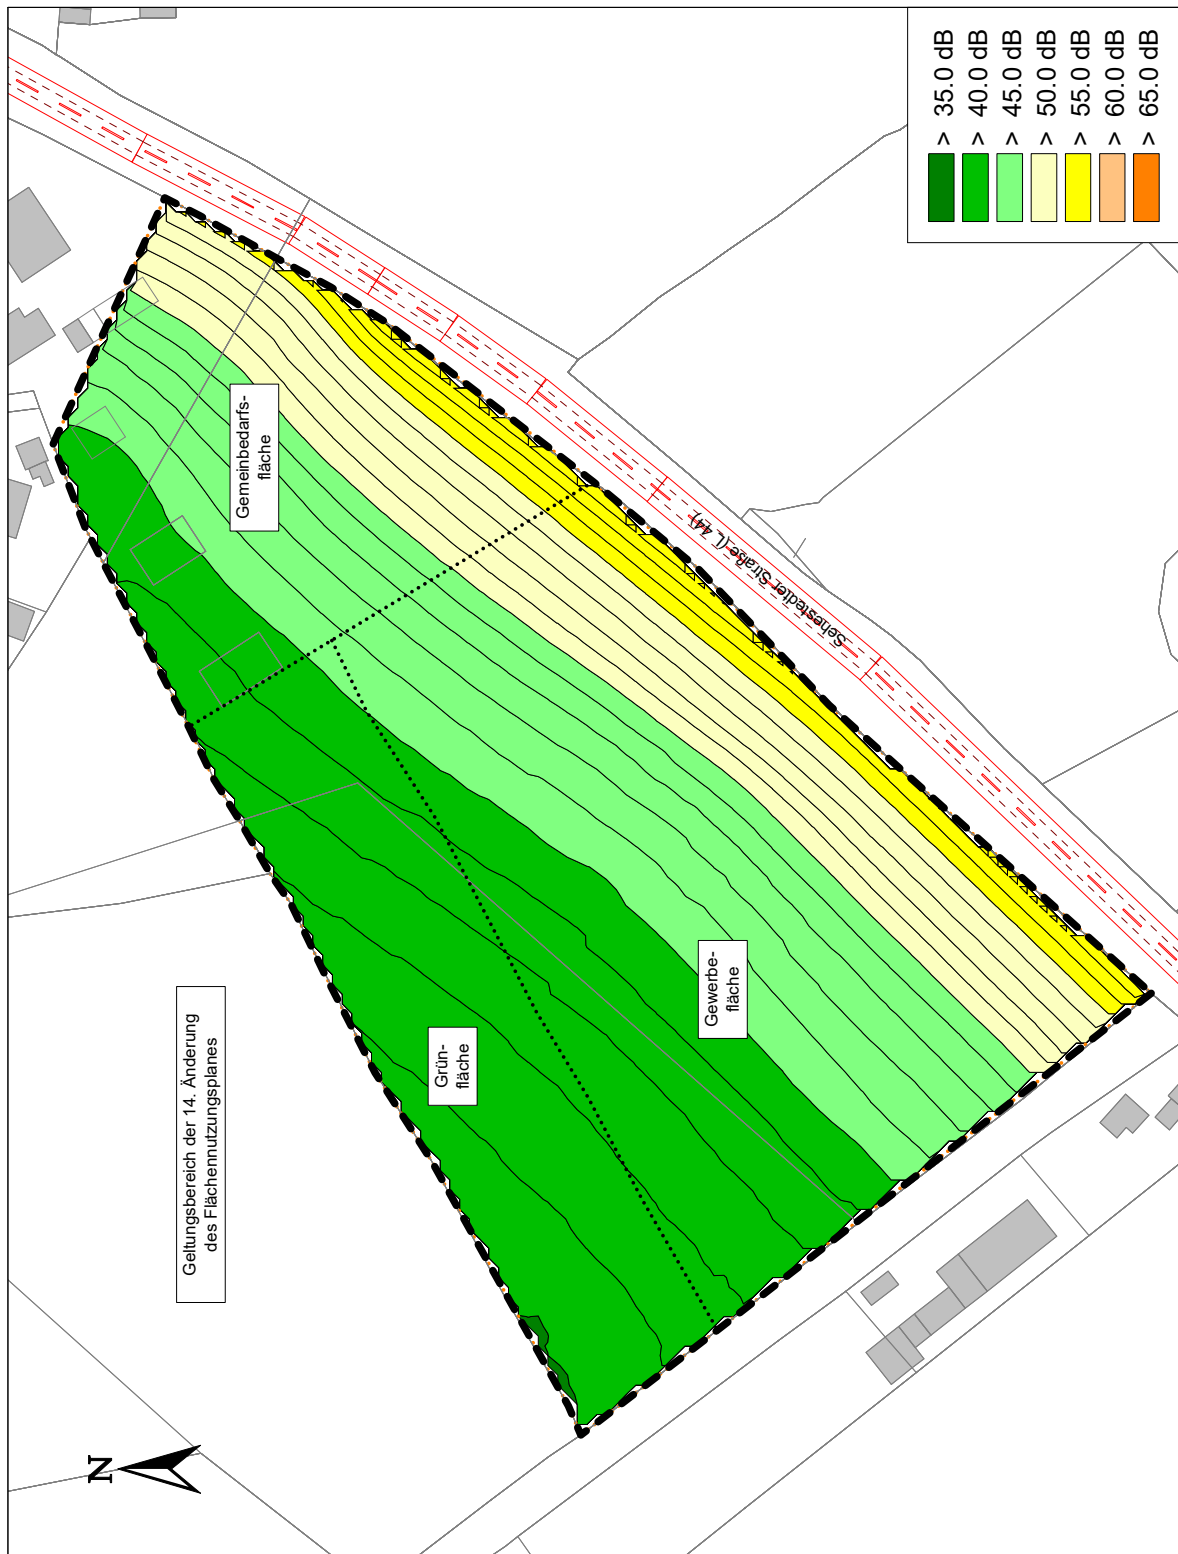 N
Geltungsbereich der 14. Änderung
des Flächennutzungsplanes
Grün-
fläche
Gewerbe-
fläche
Gemeinbedarfs-
fläche
Sehestedter Straße (L 44)
> 35.0 dB
> 40.0 dB
> 45.0 dB
> 50.0 dB
> 55.0 dB
> 60.0 dB
> 65.0 dB